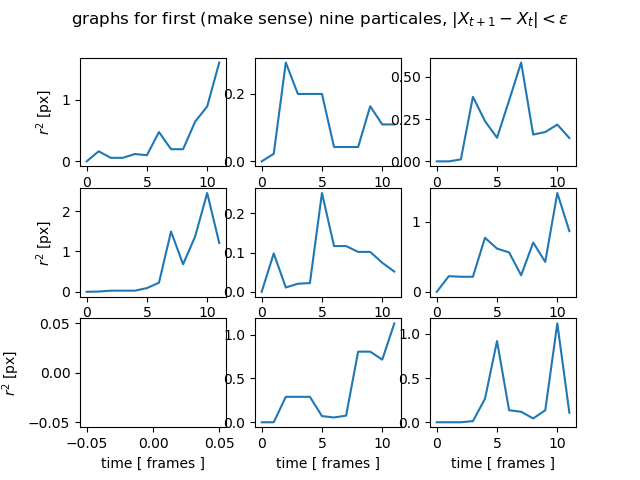 graphs for first (make sense) nine particales, |X_{t+1} − X_t| < ε
r² [px]
1
0
0 5 10
0.2
0.0
0 5 10
0.50
0.25
0.00
0 5 10
r² [px]
2
1
0
0 5 10
0.2
0.1
0.0
0 5 10
1
0
0 5 10
r² [px]
0.05
0.00
−0.05
−0.05 0.00 0.05
time [ frames ]
1.0
0.5
0.0
0 5 10
time [ frames ]
1.0
0.5
0.0
0 5 10
time [ frames ]